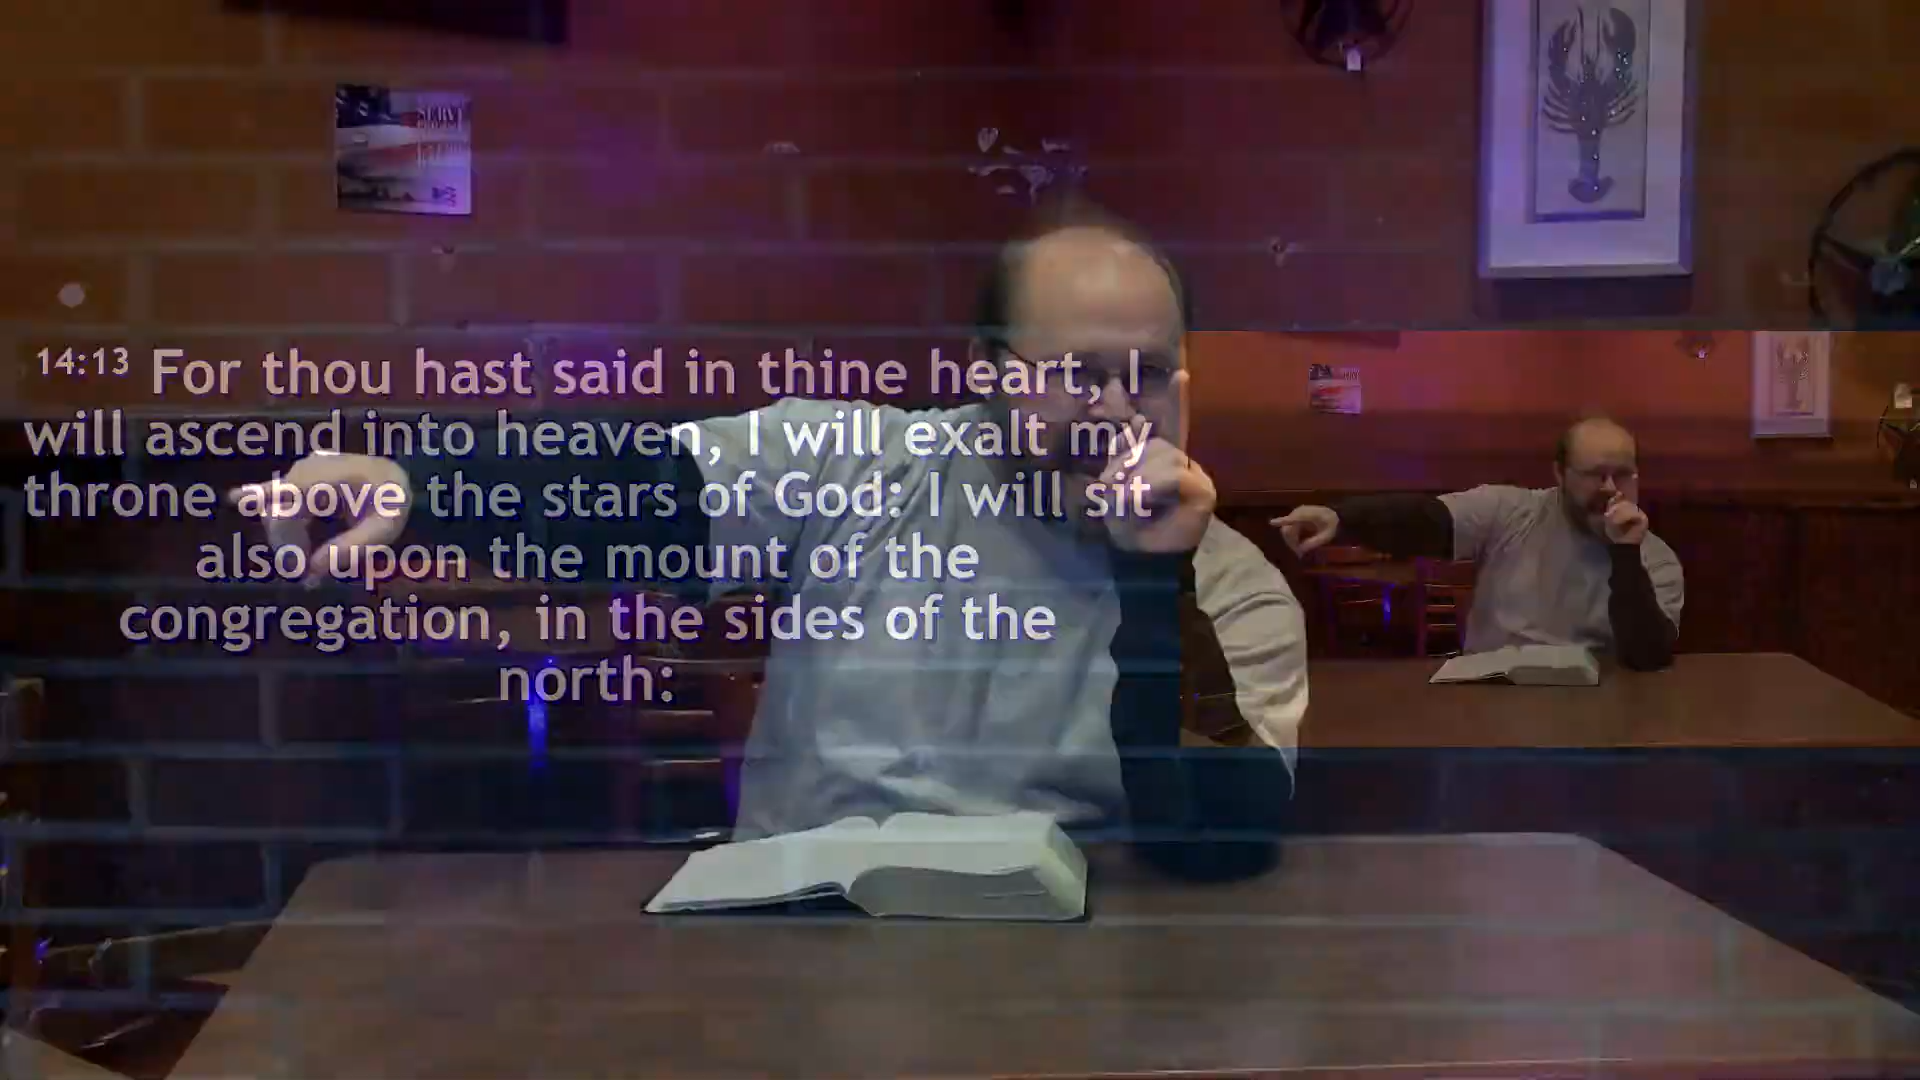 SERVE
14:13 For thou hast said in thine heart, I
will ascend into heaven, I will exalt my
throne above the stars of God: I will sit
also upon the mount of the
congregation, in the sides of the
north: